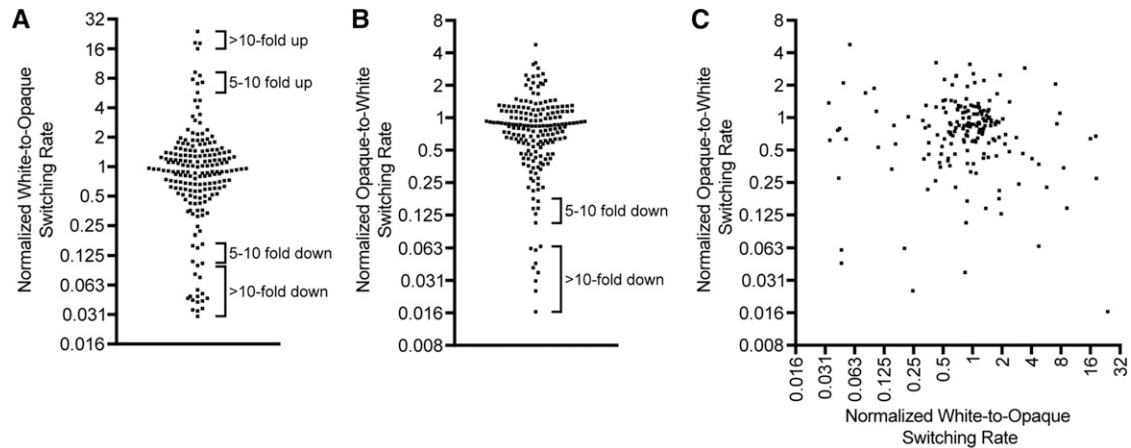 A
Normalized White-to-Opaque
Switching Rate
32
16
8
4
2
1
0.5
0.25
0.125
0.063
0.031
0.016
>10-fold up
5-10 fold up
5-10 fold down
>10-fold down
B
Normalized Opaque-to-White
Switching Rate
8
4
2
1
0.5
0.25
0.125
0.063
0.031
0.016
0.008
5-10 fold down
>10-fold down
C
Normalized Opaque-to-White
Switching Rate
8
4
2
1
0.5
0.25
0.125
0.063
0.031
0.016
0.008
0.016
0.031
0.063
0.125
0.25
0.5
1
2
4
8
16
32
Normalized White-to-Opaque
Switching Rate